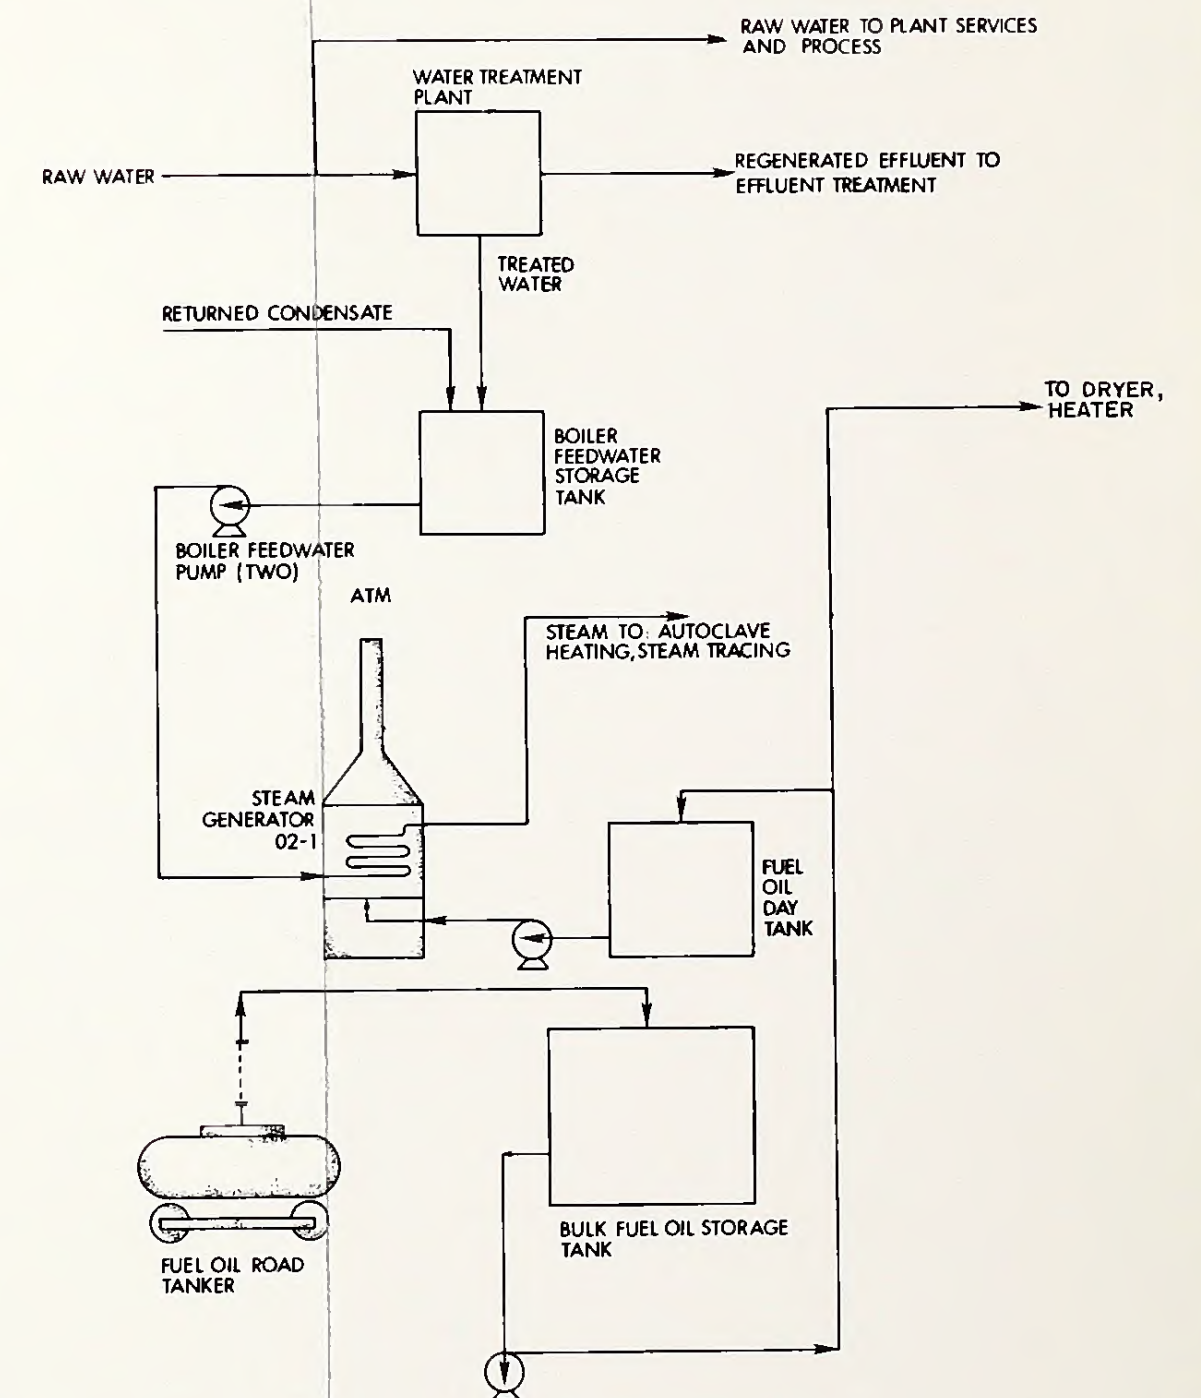 RAW WATER TO PLANT SERVICES
AND PROCESS
WATER TREATMENT
PLANT
RAW WATER
REGENERATED EFFLUENT TO
EFFLUENT TREATMENT
TREATED
WATER
RETURNED CONDENSATE
TO DRYER,
HEATER
BOILER
FEEDWATER
STORAGE
TANK
BOILER FEEDWATER
PUMP (TWO)
ATM
STEAM TO: AUTOCLAVE
HEATING, STEAM TRACING
STEAM
GENERATOR
02-1
FUEL
OIL
DAY
TANK
BULK FUEL OIL STORAGE
TANK
FUEL OIL ROAD
TANKER